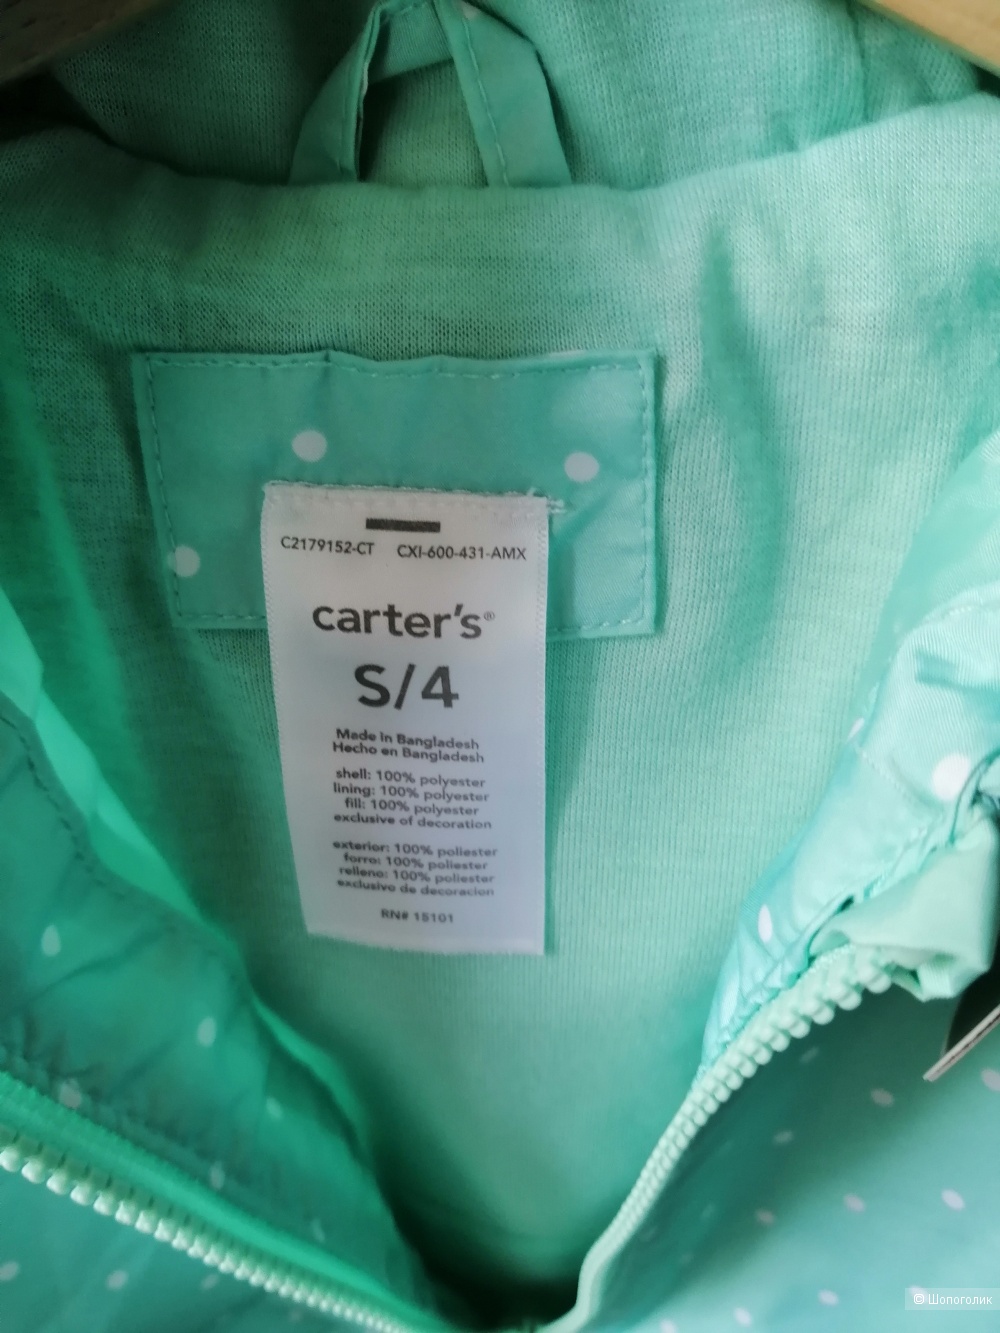 C2179152-CT CXI-600-431-AMX
carter's®
S/4
Made in Bangladesh
Hecho en Bangladesh
shell: 100% polyester
lining: 100% polyester
fill: 100% polyester
exclusive of decoration
exterior: 100% poliester
forro: 100% poliester
relleno: 100% poliester
exclusivo de decoracion
RN# 15101
© Шопоголик